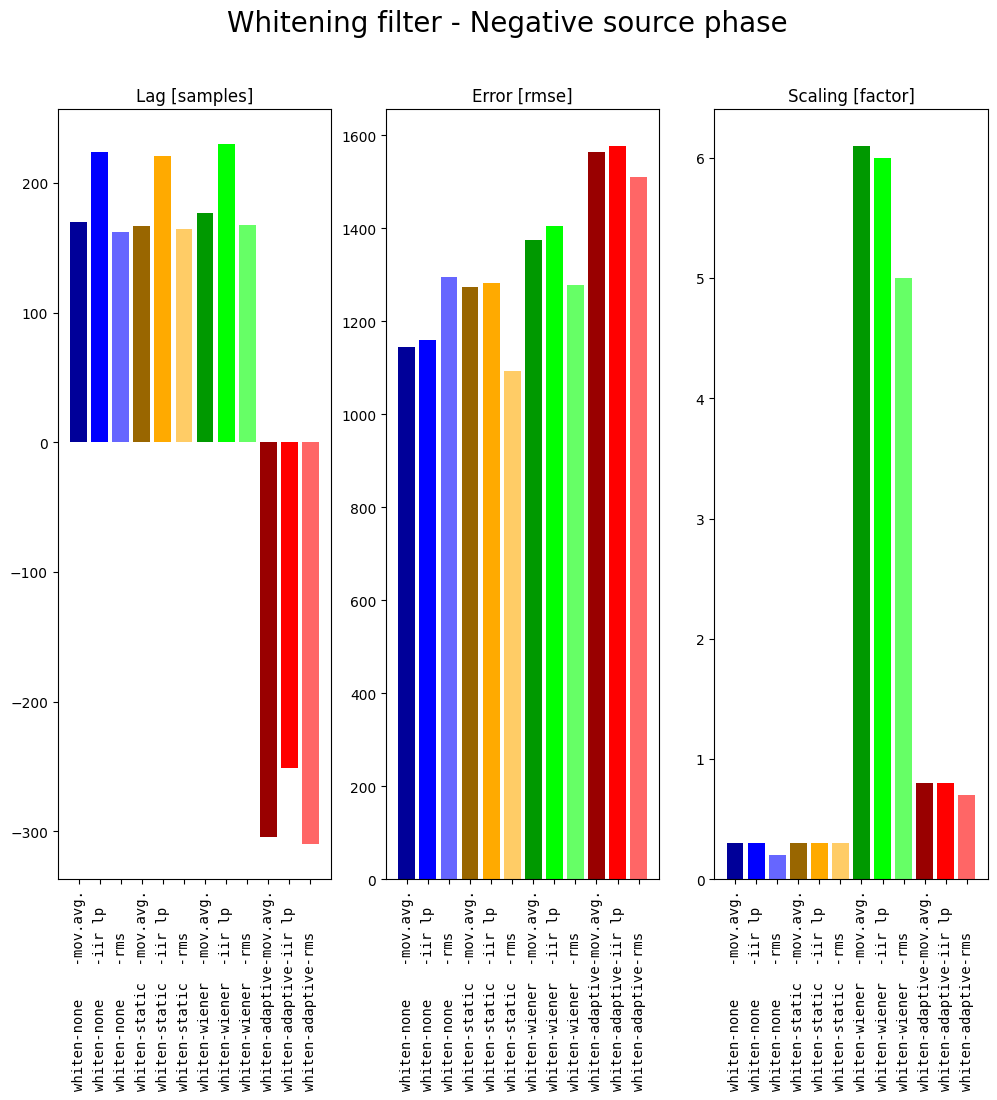 Whitening filter - Negative source phase
Lag [samples]
200
100
0
−100
−200
−300
whiten-none    -mov.avg.
whiten-none    -iir lp
whiten-none    -rms
whiten-static  -mov.avg.
whiten-static  -iir lp
whiten-static  -rms
whiten-wiener  -mov.avg.
whiten-wiener  -iir lp
whiten-wiener  -rms
whiten-adaptive-mov.avg.
whiten-adaptive-iir lp
whiten-adaptive-rms
Error [rmse]
1600
1400
1200
1000
800
600
400
200
0
whiten-none    -mov.avg.
whiten-none    -iir lp
whiten-none    -rms
whiten-static  -mov.avg.
whiten-static  -iir lp
whiten-static  -rms
whiten-wiener  -mov.avg.
whiten-wiener  -iir lp
whiten-wiener  -rms
whiten-adaptive-mov.avg.
whiten-adaptive-iir lp
whiten-adaptive-rms
Scaling [factor]
6
5
4
3
2
1
0
whiten-none    -mov.avg.
whiten-none    -iir lp
whiten-none    -rms
whiten-static  -mov.avg.
whiten-static  -iir lp
whiten-static  -rms
whiten-wiener  -mov.avg.
whiten-wiener  -iir lp
whiten-wiener  -rms
whiten-adaptive-mov.avg.
whiten-adaptive-iir lp
whiten-adaptive-rms